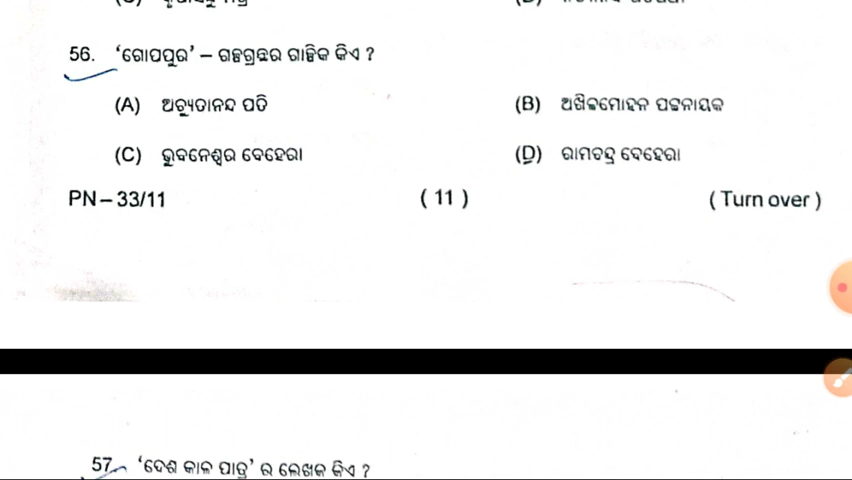 56. ‘ଗୋପପୁର’ – ଗଳ୍ପଗ୍ରନ୍ଥର ଗାଳ୍ପିକ କିଏ ?
(A) ଅଚ୍ୟୁତାନନ୍ଦ ପତି (B) ଅଖିଳମୋହନ ପଟ୍ଟନାୟକ
(C) ଭୁବନେଶ୍ୱର ବେହେରା (D) ରାମଚନ୍ଦ୍ର ବେହେରା
PN – 33/11 ( 11 ) ( Turn over )
57. ‘ଦେଶ କାଳ ପାତ୍ର’ ର ଲେଖକ କିଏ ?